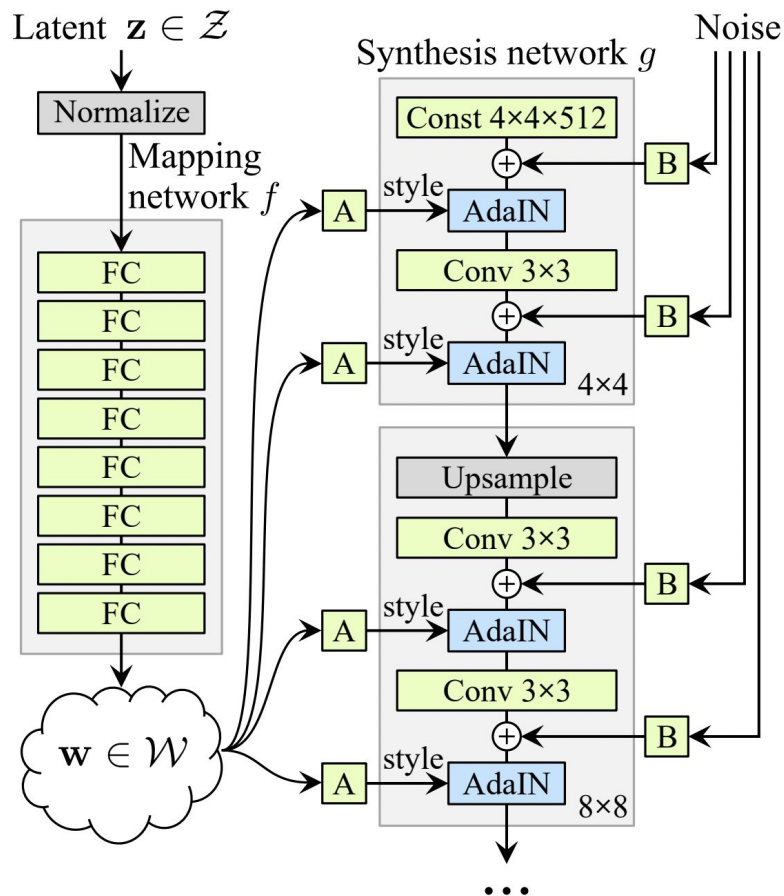 Latent z ∈ 𝒵
Normalize
Mapping
network f
FC
FC
FC
FC
FC
FC
FC
FC
w ∈ 𝒲
Synthesis network g
Noise
Const 4×4×512
+
B
A
style
AdaIN
Conv 3×3
+
B
A
style
AdaIN
4×4
Upsample
Conv 3×3
+
B
A
style
AdaIN
Conv 3×3
+
B
A
style
AdaIN
8×8
...